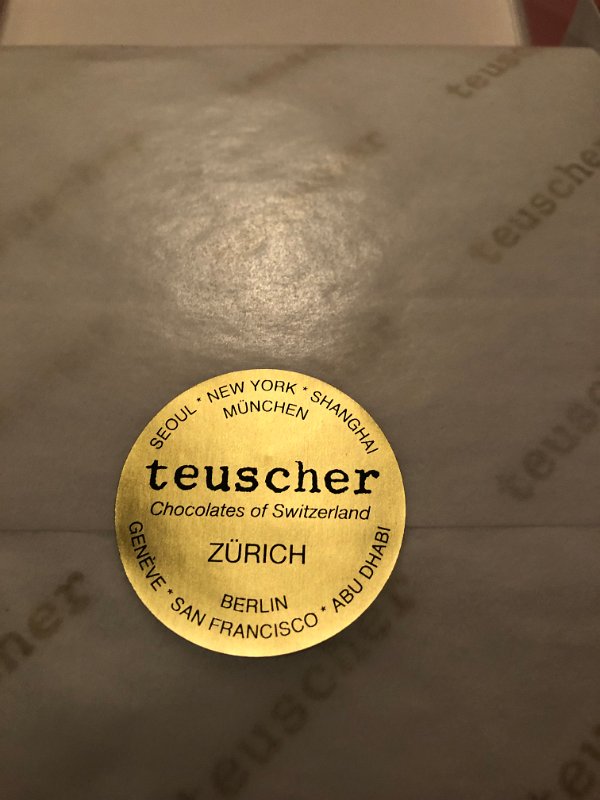 teuscher
teuscher
teuscher
SEOUL * NEW YORK * SHANGHAI
MÜNCHEN
teuscher
Chocolates of Switzerland
ZÜRICH
BERLIN
GENÈVE * SAN FRANCISCO * ABU DHABI
teuscher